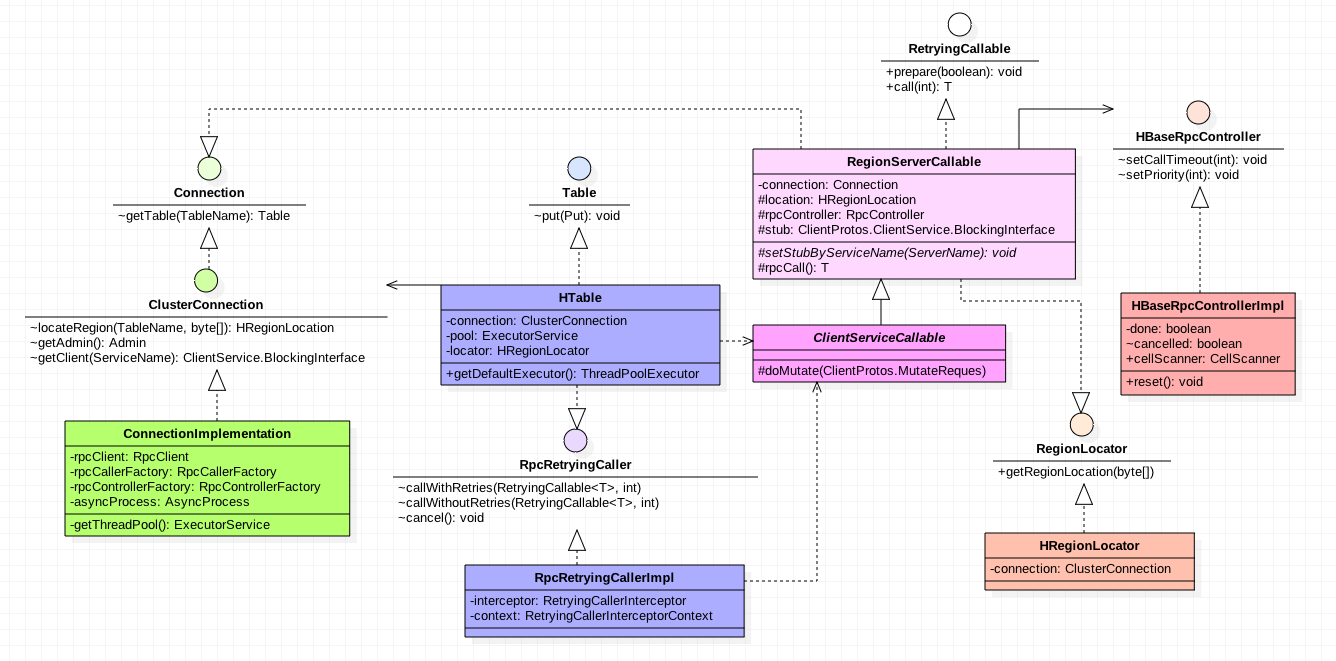 RetryingCallable
+prepare(boolean): void
+call(int): T
HBaseRpcController
~setCallTimeout(int): void
~setPriority(int): void
Connection
~getTable(TableName): Table
Table
~put(Put): void
RegionServerCallable
-connection: Connection
#location: HRegionLocation
#rpcController: RpcController
#stub: ClientProtos.ClientService.BlockingInterface
#setStubByServiceName(ServerName): void
#rpcCall(): T
ClusterConnection
~locateRegion(TableName, byte[]): HRegionLocation
~getAdmin(): Admin
~getClient(ServiceName): ClientService.BlockingInterface
HTable
-connection: ClusterConnection
-pool: ExecutorService
-locator: HRegionLocator
+getDefaultExecutor(): ThreadPoolExecutor
ClientServiceCallable
#doMutate(ClientProtos.MutateReques)
HBaseRpcControllerImpl
-done: boolean
~cancelled: boolean
+cellScanner: CellScanner
+reset(): void
ConnectionImplementation
-rpcClient: RpcClient
-rpcCallerFactory: RpcCallerFactory
-rpcControllerFactory: RpcControllerFactory
-asyncProcess: AsyncProcess
-getThreadPool(): ExecutorService
RpcRetryingCaller
~callWithRetries(RetryingCallable<T>, int)
~callWithoutRetries(RetryingCallable<T>, int)
~cancel(): void
RegionLocator
+getRegionLocation(byte[])
RpcRetryingCallerImpl
-interceptor: RetryingCallerInterceptor
-context: RetryingCallerInterceptorContext
HRegionLocator
-connection: ClusterConnection